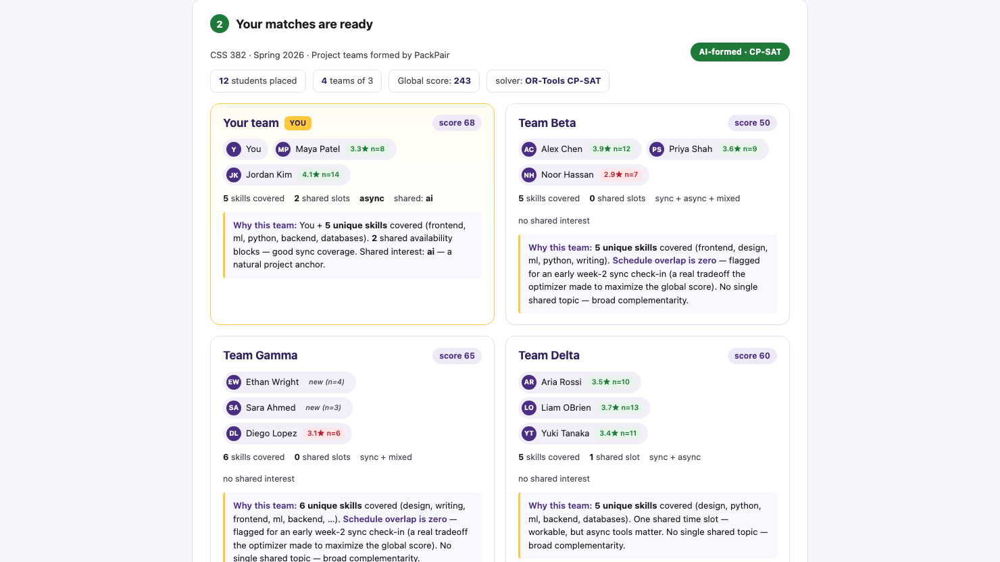 2 Your matches are ready
CSS 382 · Spring 2026 · Project teams formed by PackPair
AI-formed · CP-SAT
12 students placed
4 teams of 3
Global score: 243
solver: OR-Tools CP-SAT
Your team YOU score 68
Y You MP Maya Patel 3.3★ n=8
JK Jordan Kim 4.1★ n=14
5 skills covered 2 shared slots async shared: ai
Why this team: You + 5 unique skills covered (frontend,
ml, python, backend, databases). 2 shared availability
blocks — good sync coverage. Shared interest: ai — a
natural project anchor.
Team Beta score 50
AC Alex Chen 3.9★ n=12 PS Priya Shah 3.6★ n=9
NH Noor Hassan 2.9★ n=7
5 skills covered 0 shared slots sync + async + mixed
no shared interest
Why this team: 5 unique skills covered (frontend, design,
ml, python, writing). Schedule overlap is zero — flagged
for an early week-2 sync check-in (a real tradeoff the
optimizer made to maximize the global score). No single
shared topic — broad complementarity.
Team Gamma score 65
EW Ethan Wright new (n=4)
SA Sara Ahmed new (n=3)
DL Diego Lopez 3.1★ n=6
6 skills covered 0 shared slots sync + mixed
no shared interest
Why this team: 6 unique skills covered (design, writing,
frontend, ml, backend, …). Schedule overlap is zero —
flagged for an early week-2 sync check-in (a real tradeoff
the optimizer made to maximize the global score). No
single shared topic — broad complementarity.
Team Delta score 60
AR Aria Rossi 3.5★ n=10
LO Liam OBrien 3.7★ n=13
YT Yuki Tanaka 3.4★ n=11
5 skills covered 1 shared slot sync + async
no shared interest
Why this team: 5 unique skills covered (design, python,
ml, backend, databases). One shared time slot —
workable, but async tools matter. No single shared topic —
broad complementarity.